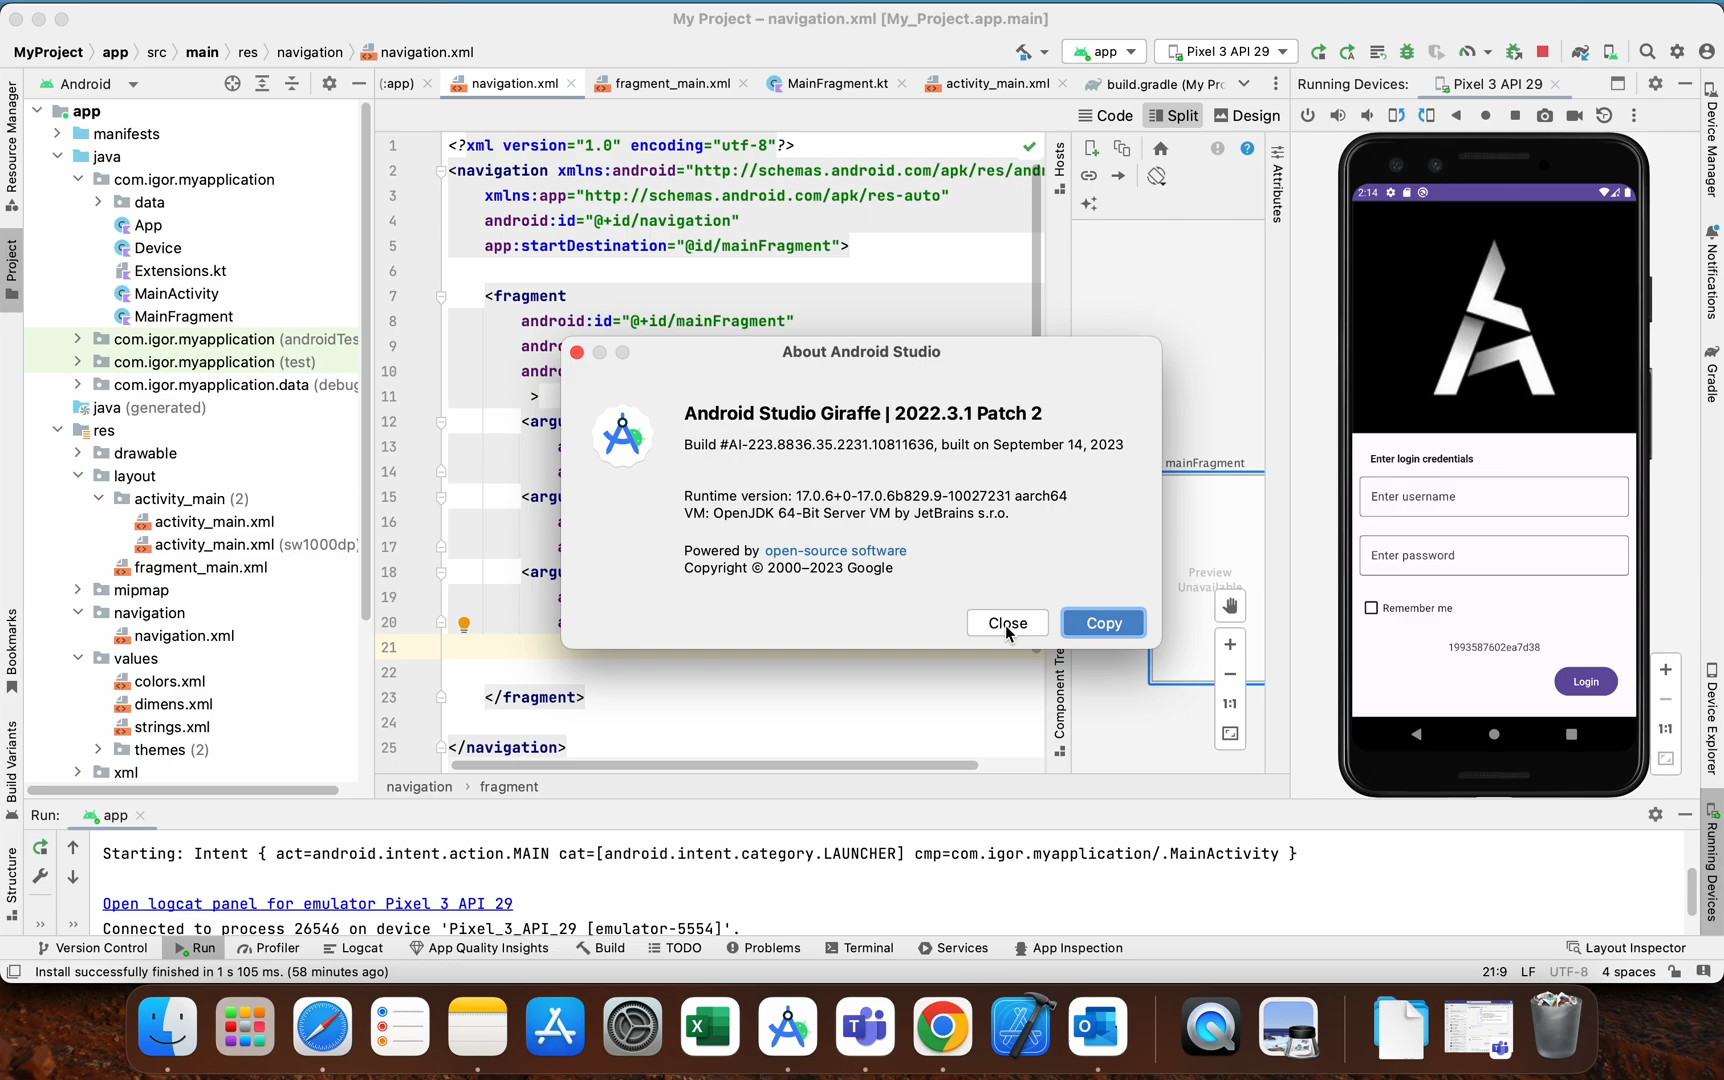 My Project – navigation.xml [My_Project.app.main]
MyProject app src main res navigation navigation.xml
app Pixel 3 API 29
Android
(:app) navigation.xml fragment_main.xml MainFragment.kt activity_main.xml build.gradle (My Pr
Running Devices: Pixel 3 API 29
Code Split Design
Resource Manager
Project
Bookmarks
Build Variants
Structure
app
manifests
java
com.igor.myapplication
data
App
Device
Extensions.kt
MainActivity
MainFragment
com.igor.myapplication (androidTes
com.igor.myapplication (test)
com.igor.myapplication.data (debug
java (generated)
res
drawable
layout
activity_main (2)
activity_main.xml
activity_main.xml (sw1000dp)
fragment_main.xml
mipmap
navigation
navigation.xml
values
colors.xml
dimens.xml
strings.xml
themes (2)
xml
1 <?xml version="1.0" encoding="utf-8"?>
2 <navigation xmlns:android="http://schemas.android.com/apk/res/andr
3 xmlns:app="http://schemas.android.com/apk/res-auto"
4 android:id="@+id/navigation"
5 app:startDestination="@id/mainFragment">
6
7 <fragment
8 android:id="@+id/mainFragment"
9 andr
10 andr
11 >
12 <argu
13 a
14 a
15 <argu
16 a
17 a
18 <argu
19 a
20 a
21
22
23 </fragment>
24
25 </navigation>
navigation fragment
Hosts
Component Tre
Attributes
mainFragment
Preview
Unavailable
1:1
About Android Studio
Android Studio Giraffe | 2022.3.1 Patch 2
Build #AI-223.8836.35.2231.10811636, built on September 14, 2023
Runtime version: 17.0.6+0-17.0.6b829.9-10027231 aarch64
VM: OpenJDK 64-Bit Server VM by JetBrains s.r.o.
Powered by open-source software
Copyright © 2000–2023 Google
Close Copy
2:14
Enter login credentials
Enter username
Enter password
Remember me
1993587602ea7d38
Login
1:1
Device Manager
Notifications
Gradle
Device Explorer
Running Devices
Run: app
Starting: Intent { act=android.intent.action.MAIN cat=[android.intent.category.LAUNCHER] cmp=com.igor.myapplication/.MainActivity }
Open logcat panel for emulator Pixel 3 API 29
Connected to process 26546 on device 'Pixel_3_API_29 [emulator-5554]'.
Version Control Run Profiler Logcat App Quality Insights Build TODO Problems Terminal Services App Inspection Layout Inspector
Install successfully finished in 1 s 105 ms. (58 minutes ago)
21:9 LF UTF-8 4 spaces